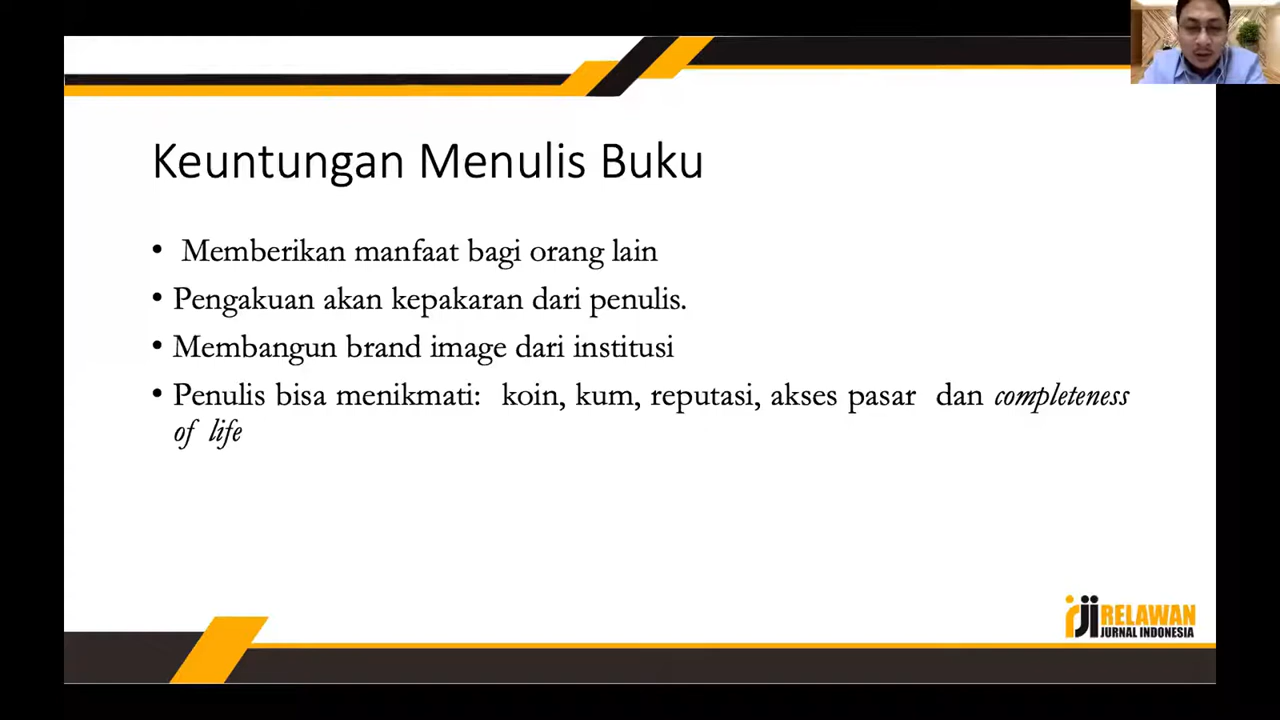 Keuntungan Menulis Buku
• Memberikan manfaat bagi orang lain
• Pengakuan akan kepakaran dari penulis.
• Membangun brand image dari institusi
• Penulis bisa menikmati: koin, kum, reputasi, akses pasar dan completeness
of life
rji RELAWAN
JURNAL INDONESIA